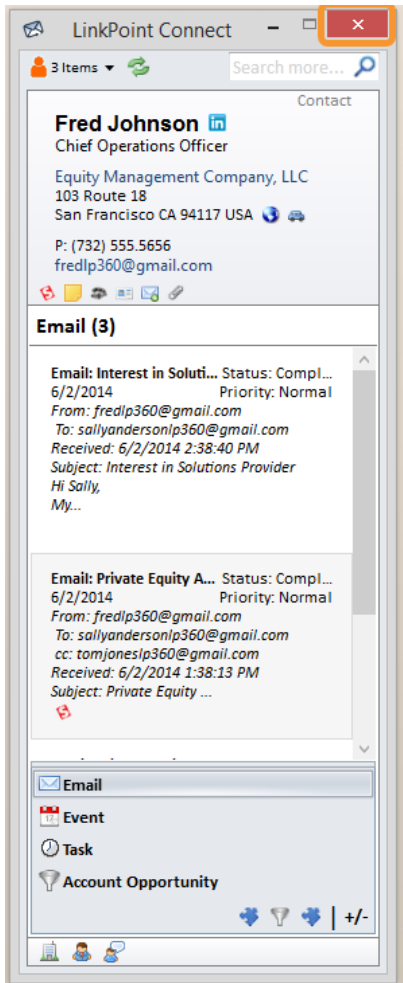 LinkPoint Connect
3 Items
Search more...
Contact
Fred Johnson in
Chief Operations Officer
Equity Management Company, LLC
103 Route 18
San Francisco CA 94117 USA
P: (732) 555.5656
fredlp360@gmail.com
Email (3)
Email: Interest in Soluti... Status: Compl...
6/2/2014 Priority: Normal
From: fredlp360@gmail.com
To: sallyandersonlp360@gmail.com
Received: 6/2/2014 2:38:40 PM
Subject: Interest in Solutions Provider
Hi Sally,
My...
Email: Private Equity A... Status: Compl...
6/2/2014 Priority: Normal
From: fredlp360@gmail.com
To: sallyandersonlp360@gmail.com
cc: tomjoneslp360@gmail.com
Received: 6/2/2014 1:38:13 PM
Subject: Private Equity ...
Email
Event
Task
Account Opportunity
+/-